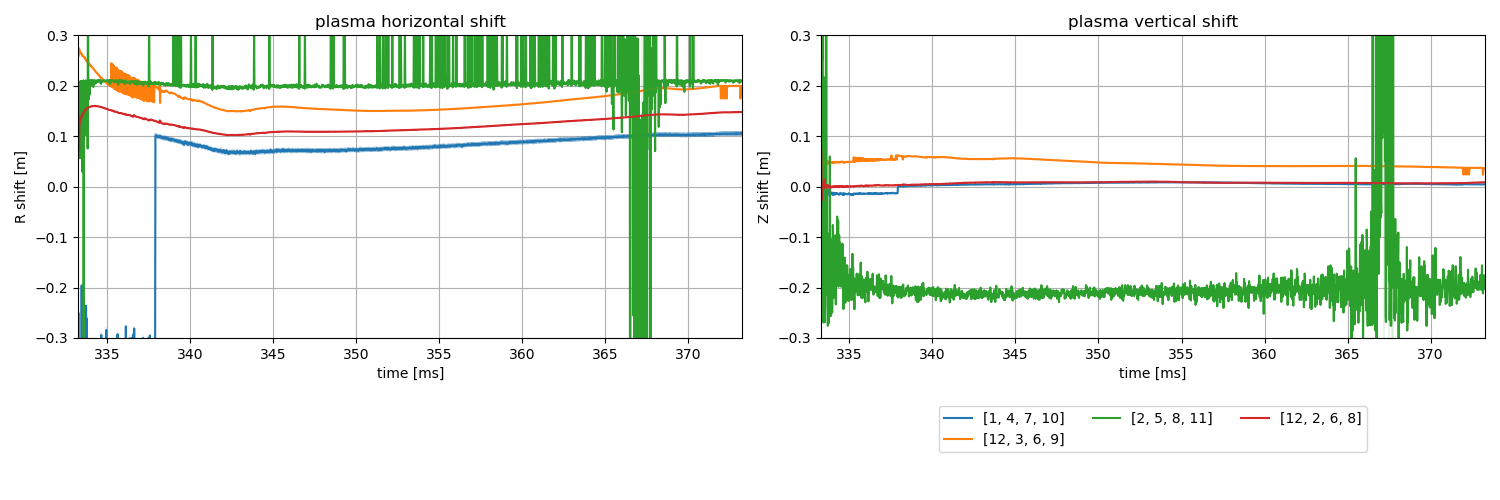 plasma horizontal shift
R shift [m]
0.3
0.2
0.1
0.0
−0.1
−0.2
−0.3
335 340 345 350 355 360 365 370
time [ms]
plasma vertical shift
Z shift [m]
0.3
0.2
0.1
0.0
−0.1
−0.2
−0.3
335 340 345 350 355 360 365 370
time [ms]
[1, 4, 7, 10] [2, 5, 8, 11] [12, 2, 6, 8]
[12, 3, 6, 9]